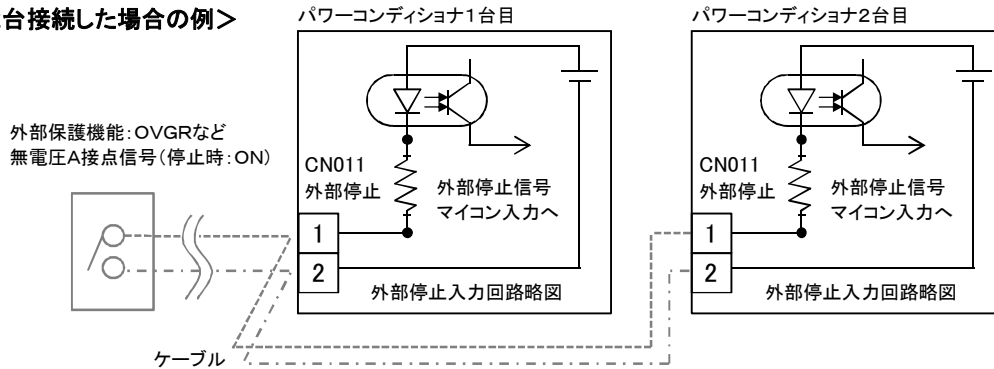 台接続した場合の例＞
パワーコンディショナ１台目
パワーコンディショナ２台目
外部保護機能：OVGRなど
無電圧A接点信号（停止時：ON）
CN011
外部停止
外部停止信号
マイコン入力へ
1
2
外部停止入力回路略図
CN011
外部停止
外部停止信号
マイコン入力へ
1
2
外部停止入力回路略図
ケーブル